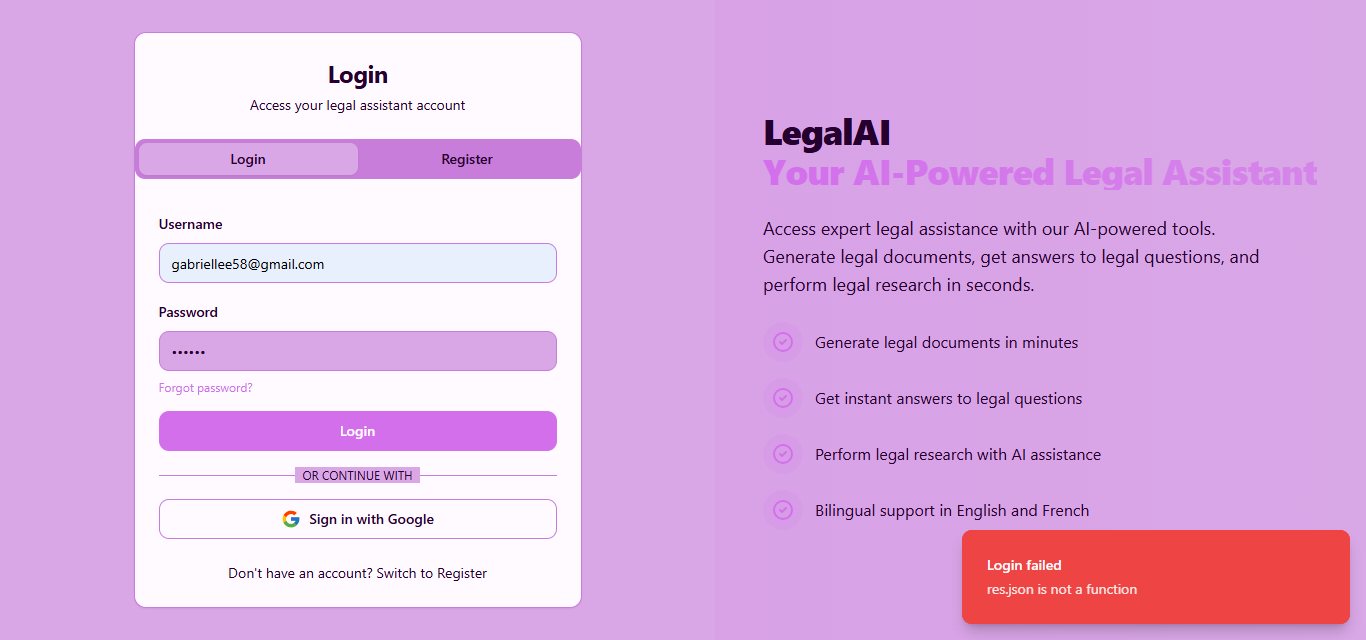 Login
Access your legal assistant account
Login
Register
Username
gabriellee58@gmail.com
Password
••••••
Forgot password?
Login
OR CONTINUE WITH
Sign in with Google
Don't have an account? Switch to Register
LegalAI
Your AI-Powered Legal Assistant
Access expert legal assistance with our AI-powered tools.
Generate legal documents, get answers to legal questions, and
perform legal research in seconds.
Generate legal documents in minutes
Get instant answers to legal questions
Perform legal research with AI assistance
Bilingual support in English and French
Login failed
res.json is not a function